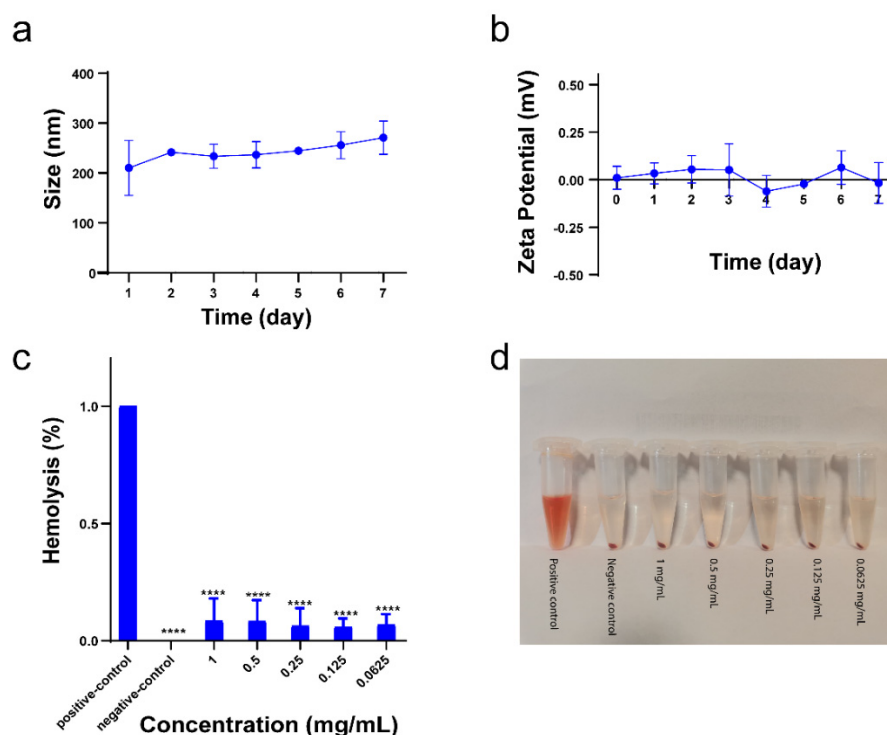 a
400
300
200
100
0
Size (nm)
1 2 3 4 5 6 7
Time (day)
b
0.50
0.25
0.00
-0.25
-0.50
Zeta Potential (mV)
0 1 2 3 4 5 6 7
Time (day)
c
1.0
0.5
0.0
Hemolysis (%)
**** **** **** **** **** ****
positive-control
negative-control
1
0.5
0.25
0.125
0.0625
Concentration (mg/mL)
d
Positive control
Negative control
1 mg/mL
0.5 mg/mL
0.25 mg/mL
0.125 mg/mL
0.0625 mg/mL